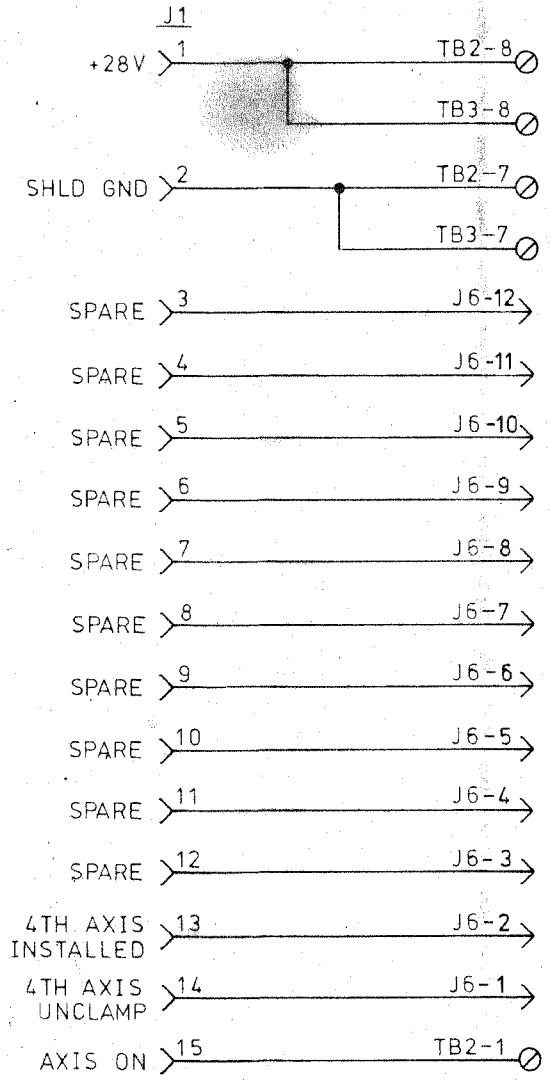 J1
+28V 1 TB2-8
TB3-8
SHLD GND 2 TB2-7
TB3-7
SPARE 3 J6-12
SPARE 4 J6-11
SPARE 5 J6-10
SPARE 6 J6-9
SPARE 7 J6-8
SPARE 8 J6-7
SPARE 9 J6-6
SPARE 10 J6-5
SPARE 11 J6-4
SPARE 12 J6-3
4TH AXIS 13 J6-2
INSTALLED
4TH AXIS 14 J6-1
UNCLAMP
AXIS ON 15 TB2-1